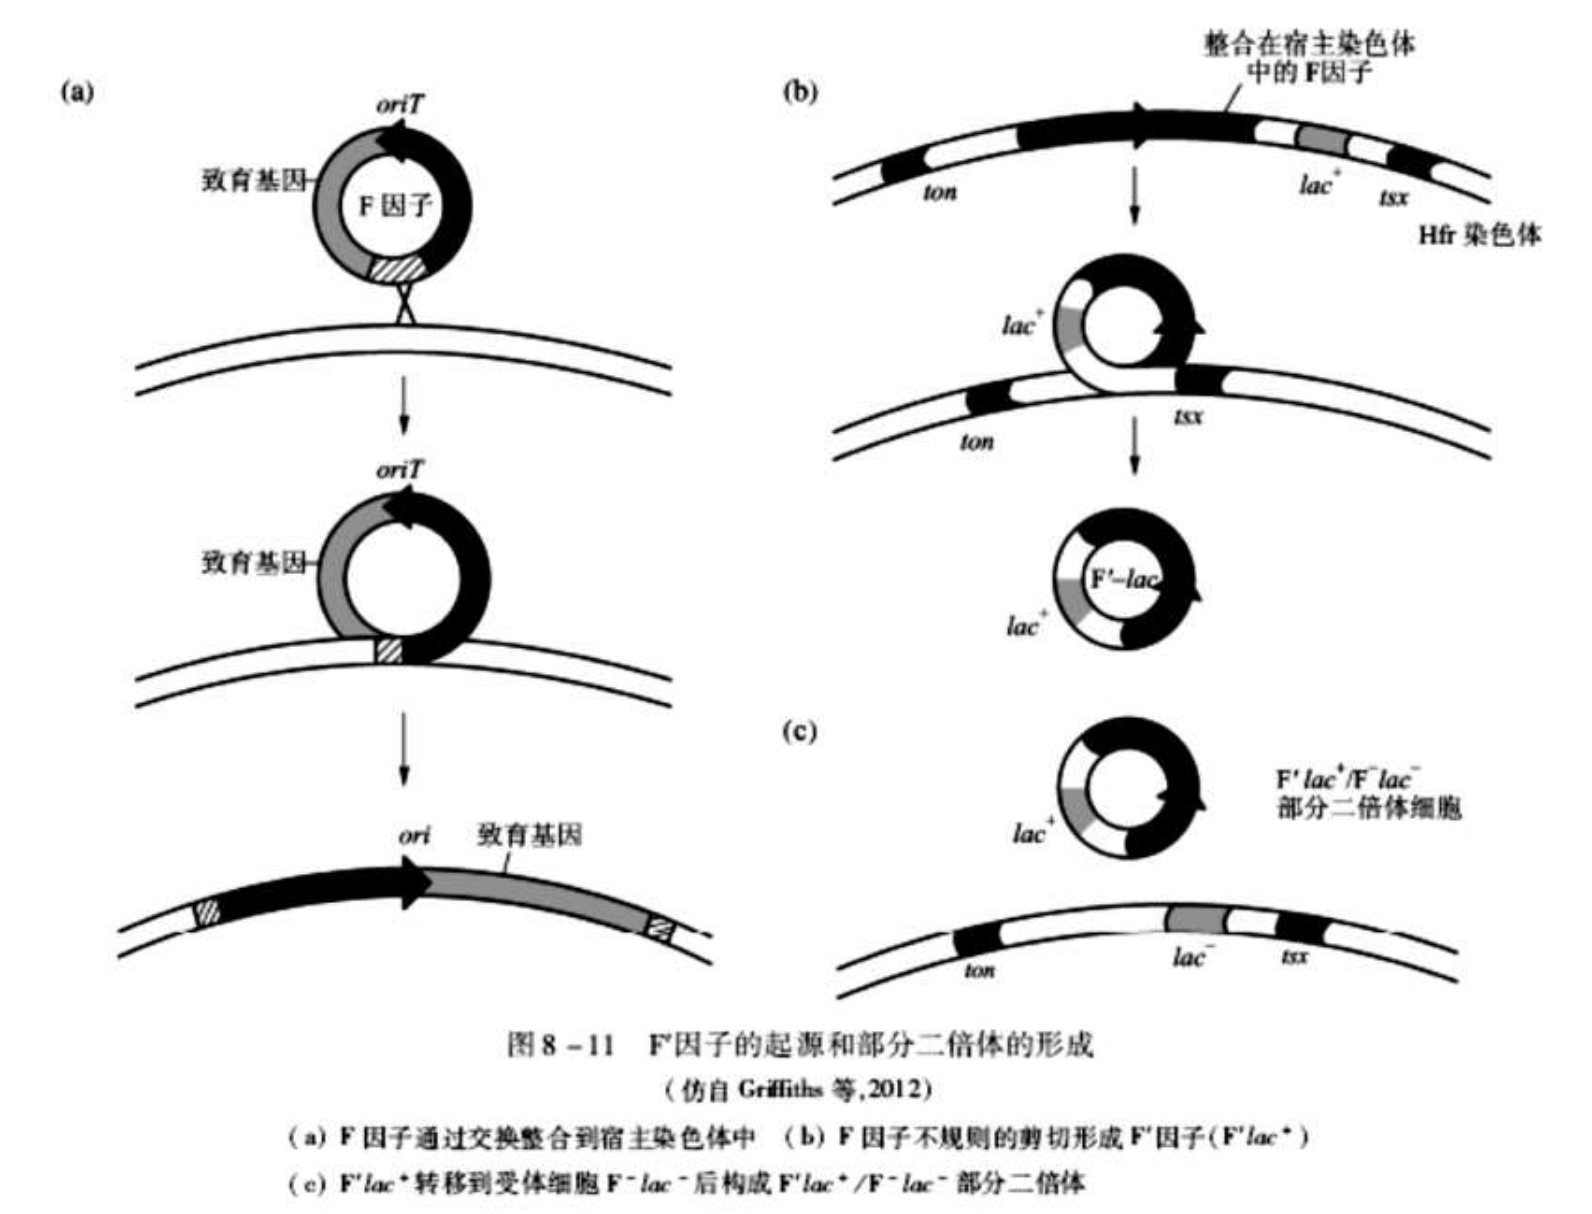 (a)
oriT
致育基因
F 因子
oriT
致育基因
ori
致育基因
(b)
整合在宿主染色体
中的 F因子
ton
lac⁺
tsx
Hfr 染色体
lac⁺
ton
tsx
F′–lac
lac⁺
(c)
lac⁺
F′ lac⁺/F⁻lac⁻
部分二倍体细胞
ton
lac⁻
tsx
图 8 – 11 F′因子的起源和部分二倍体的形成
(仿自 Griffiths 等,2012)
(a) F 因子通过交换整合到宿主染色体中 (b) F 因子不规则的剪切形成 F′因子(F′lac⁺)
(c) F′lac⁺转移到受体细胞 F⁻lac⁻后构成 F′lac⁺/F⁻lac⁻部分二倍体